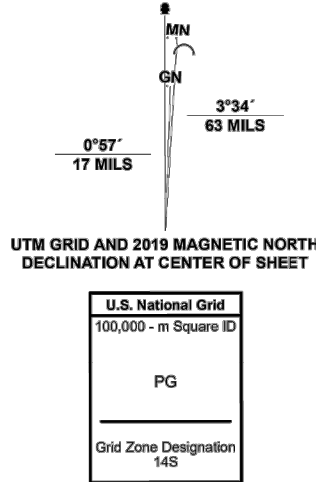 MN
GN
3°34´
63 MILS
0°57´
17 MILS
UTM GRID AND 2019 MAGNETIC NORTH
DECLINATION AT CENTER OF SHEET
U.S. National Grid
100,000 - m Square ID
PG
Grid Zone Designation
14S